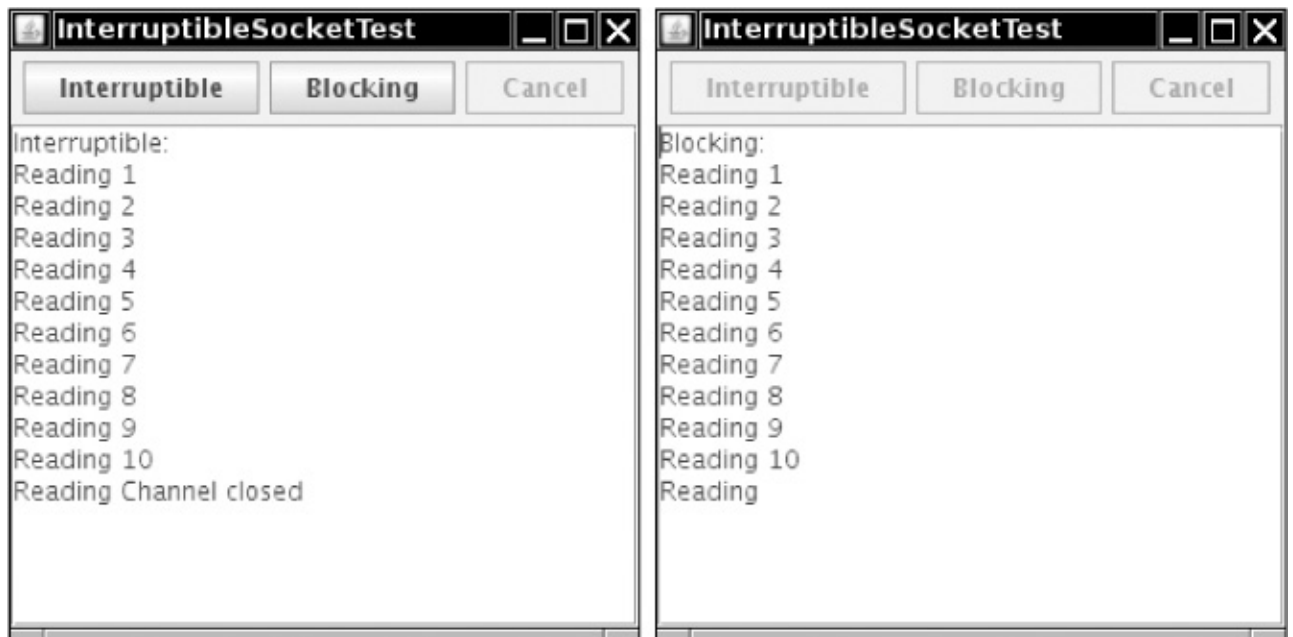 InterruptibleSocketTest
Interruptible Blocking Cancel
Interruptible:
Reading 1
Reading 2
Reading 3
Reading 4
Reading 5
Reading 6
Reading 7
Reading 8
Reading 9
Reading 10
Reading Channel closed
InterruptibleSocketTest
Interruptible Blocking Cancel
Blocking:
Reading 1
Reading 2
Reading 3
Reading 4
Reading 5
Reading 6
Reading 7
Reading 8
Reading 9
Reading 10
Reading